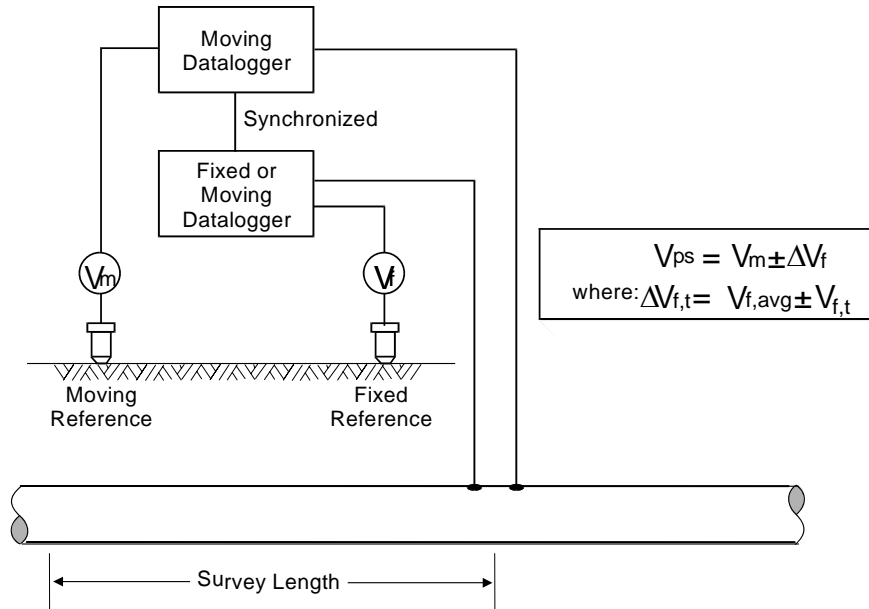 Moving
Datalogger
Synchronized
Fixed or
Moving
Datalogger
Vm
Vf
Vps = Vm ± ΔVf
where: ΔVf,t = Vf,avg ± Vf,t
Moving
Reference
Fixed
Reference
Survey Length